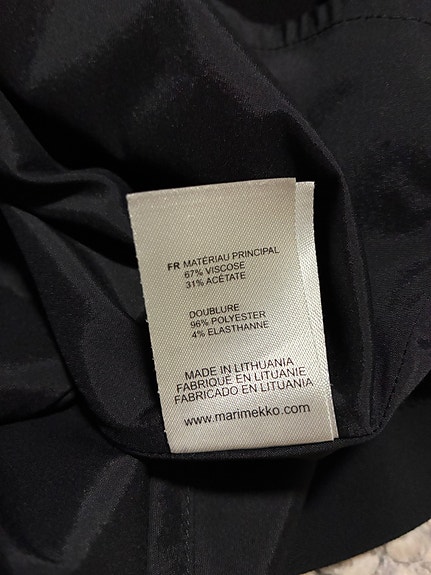 FR MATÉRIAU PRINCIPAL
67% VISCOSE
31% ACÉTATE
DOUBLURE
96% POLYESTER
4% ELASTHANNE
MADE IN LITHUANIA
FABRIQUE EN LITUANIE
FABRICADO EN LITUANIA
www.marimekko.com